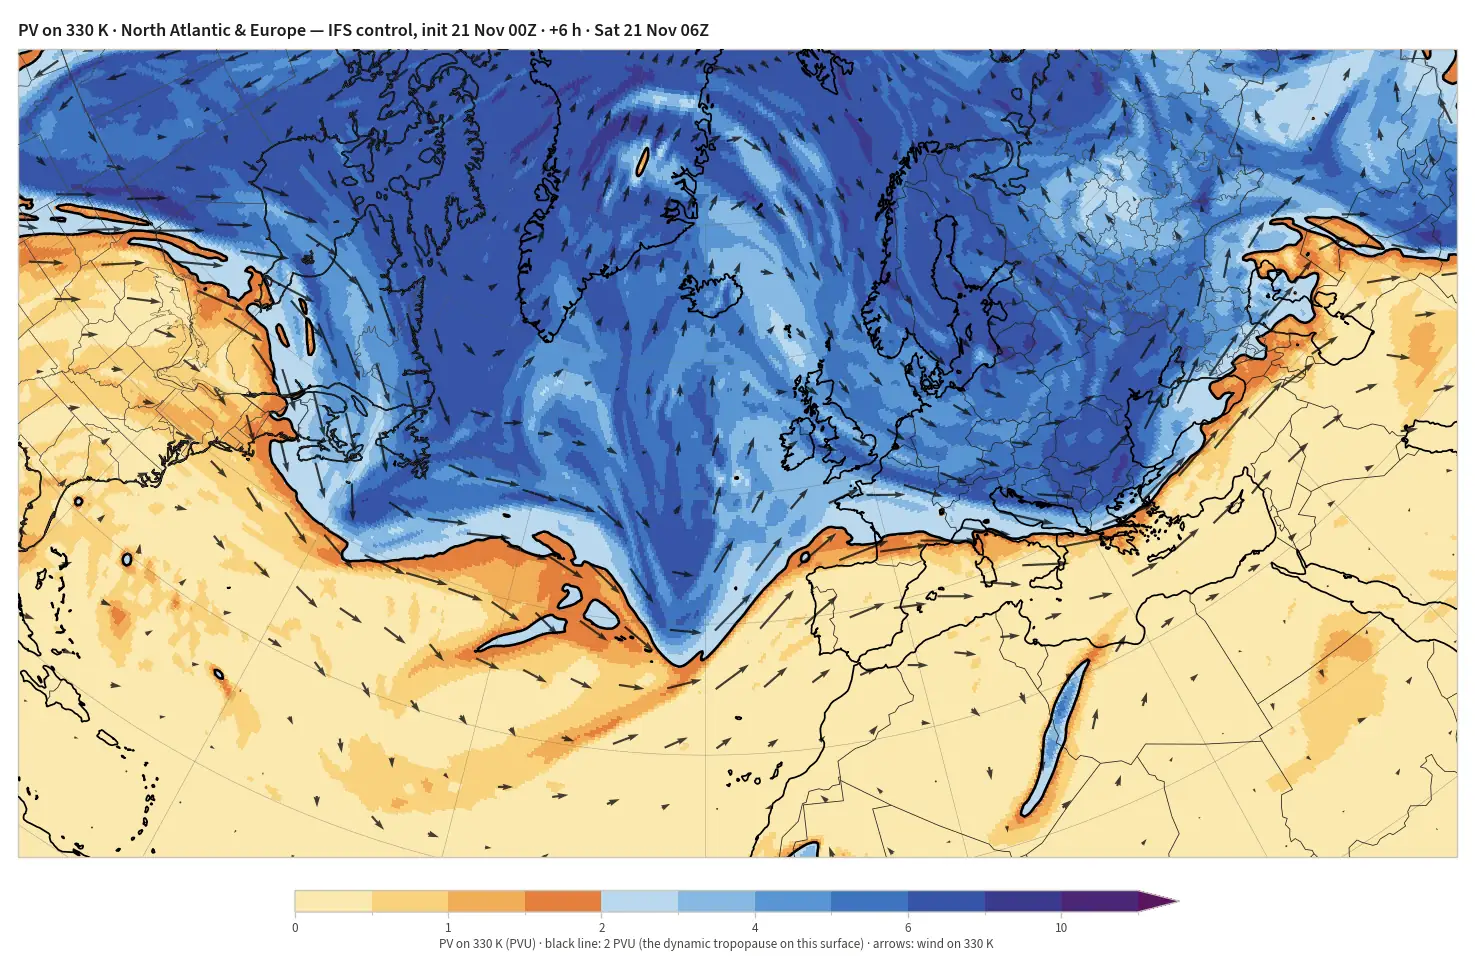 PV on 330 K · North Atlantic & Europe — IFS control, init 21 Nov 00Z · +6 h · Sat 21 Nov 06Z
0 1 2 4 6 10
PV on 330 K (PVU) · black line: 2 PVU (the dynamic tropopause on this surface) · arrows: wind on 330 K